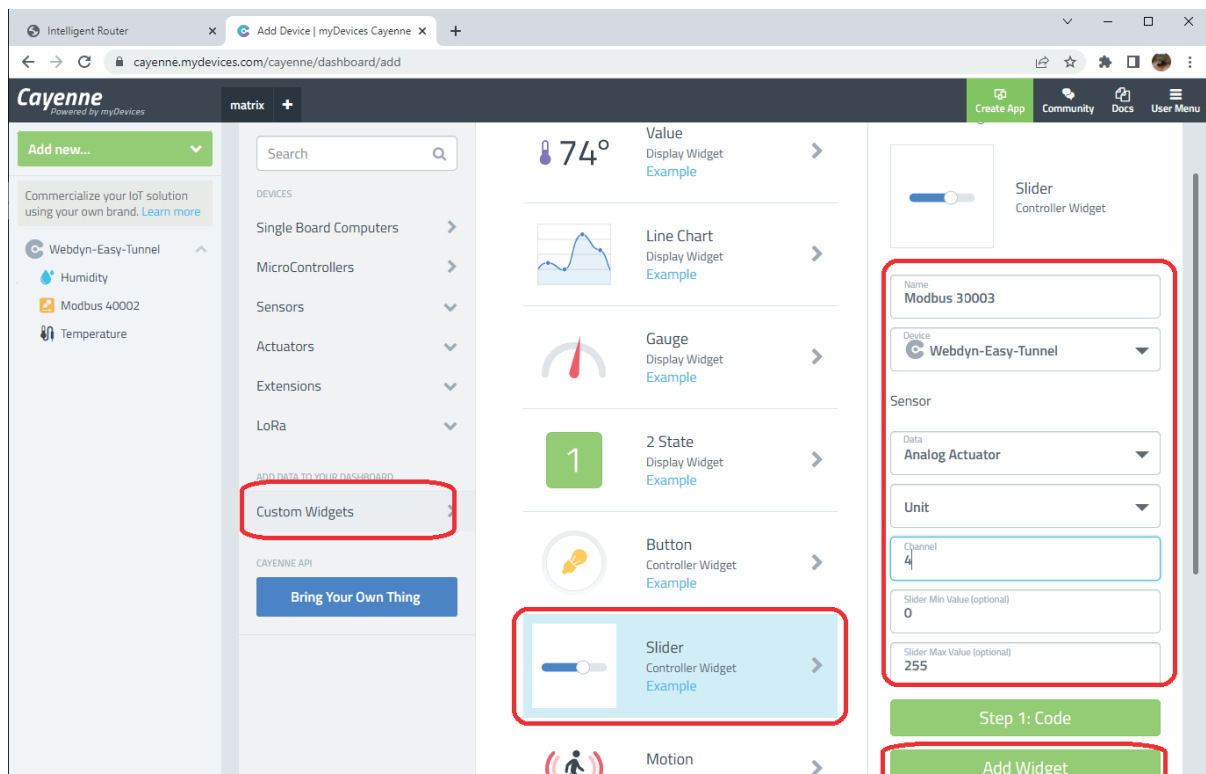 Intelligent Router
Add Device | myDevices Cayenne
cayenne.mydevices.com/cayenne/dashboard/add
Cayenne
Powered by myDevices
matrix
Create App
Community
Docs
User Menu
Add new...
Commercialize your IoT solution
using your own brand. Learn more
Webdyn-Easy-Tunnel
Humidity
Modbus 40002
Temperature
Search
DEVICES
Single Board Computers
MicroControllers
Sensors
Actuators
Extensions
LoRa
ADD DATA TO YOUR DASHBOARD
Custom Widgets
CAYENNE API
Bring Your Own Thing
74°
Value
Display Widget
Example
Line Chart
Display Widget
Example
Gauge
Display Widget
Example
1
2 State
Display Widget
Example
Button
Controller Widget
Example
Slider
Controller Widget
Example
Motion
Slider
Controller Widget
Name
Modbus 30003
Device
Webdyn-Easy-Tunnel
Sensor
Data
Analog Actuator
Unit
Channel
4
Slider Min Value (optional)
0
Slider Max Value (optional)
255
Step 1: Code
Add Widget